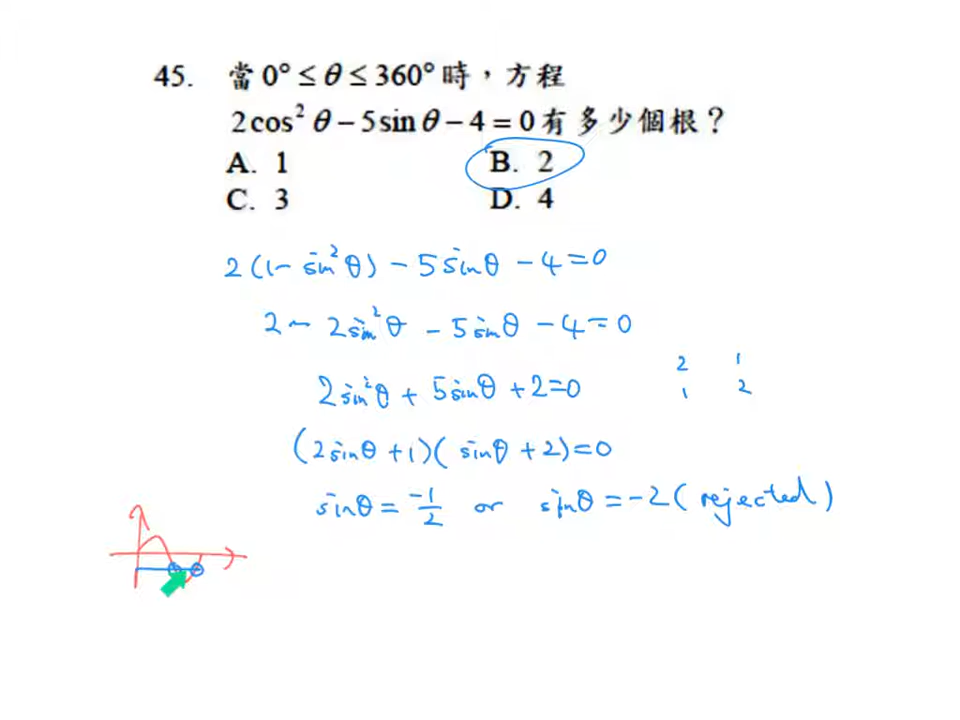 45. 當 0° ≤ θ ≤ 360° 時，方程
2cos² θ − 5sin θ − 4 = 0 有多少個根？
A. 1 B. 2
C. 3 D. 4
2(1− sin²θ) − 5sinθ − 4 = 0
2 − 2sin²θ − 5sinθ − 4 = 0
2sin²θ + 5sinθ + 2 = 0
2 1
1 2
(2sinθ + 1)(sinθ + 2) = 0
sinθ = −1/2 or sinθ = −2 (rejected)